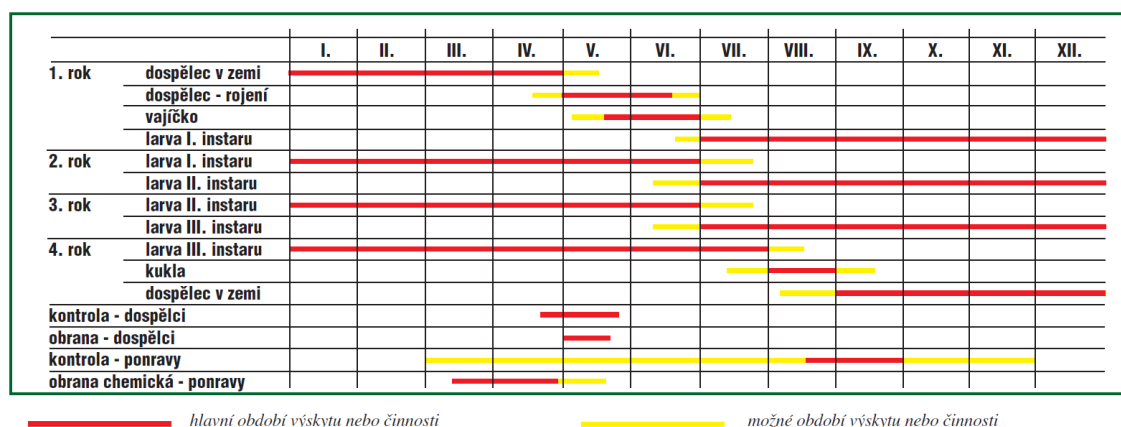 I. II. III. IV. V. VI. VII. VIII. IX. X. XI. XII.
1. rok dospělec v zemi
dospělec - rojení
vajíčko
larva I. instaru
2. rok larva I. instaru
larva II. instaru
3. rok larva II. instaru
larva III. instaru
4. rok larva III. instaru
kukla
dospělec v zemi
kontrola - dospělci
obrana - dospělci
kontrola - ponravy
obrana chemická - ponravy
hlavní období výskytu nebo činnosti možné období výskytu nebo činnosti